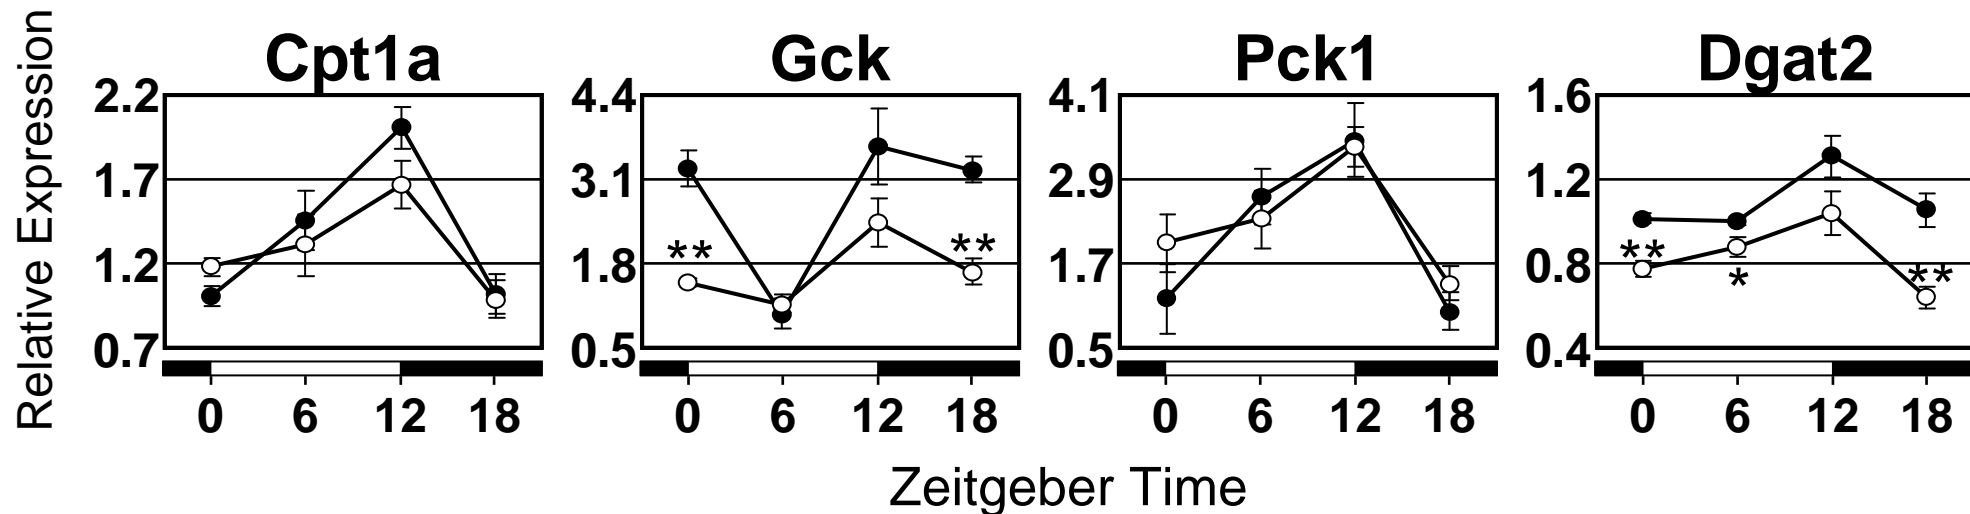 Relative Expression
Cpt1a Gck Pck1 Dgat2
2.2 4.4 4.1 1.6
1.7 3.1 2.9 1.2
1.2 1.8 1.7 0.8
0.7 0.5 0.5 0.4
** ** ** * **
0 6 12 18 0 6 12 18 0 6 12 18 0 6 12 18
Zeitgeber Time